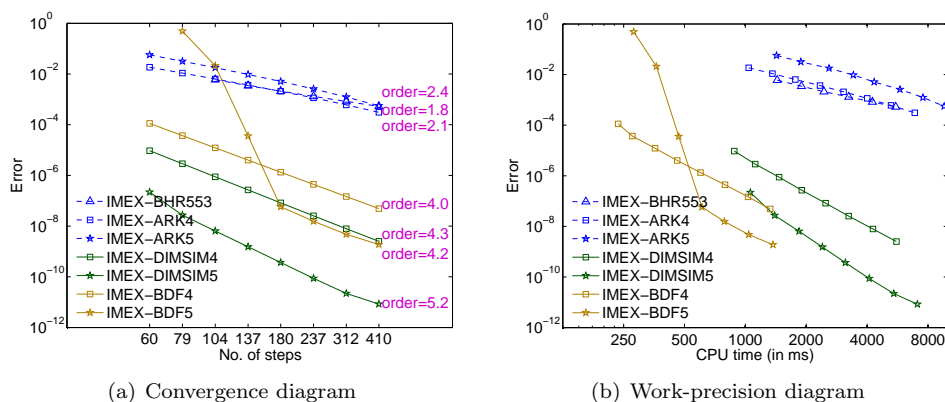 10^0
10^−2
10^−4
10^−6
10^−8
10^−10
10^−12
Error
order=2.4
order=1.8
order=2.1
order=4.0
order=4.3
order=4.2
order=5.2
IMEX−BHR553
IMEX−ARK4
IMEX−ARK5
IMEX−DIMSIM4
IMEX−DIMSIM5
IMEX−BDF4
IMEX−BDF5
60 79 104 137 180 237 312 410
No. of steps
(a) Convergence diagram
10^0
10^−2
10^−4
10^−6
10^−8
10^−10
10^−12
Error
IMEX−BHR553
IMEX−ARK4
IMEX−ARK5
IMEX−DIMSIM4
IMEX−DIMSIM5
IMEX−BDF4
IMEX−BDF5
250 500 1000 2000 4000 8000
CPU time (in ms)
(b) Work-precision diagram